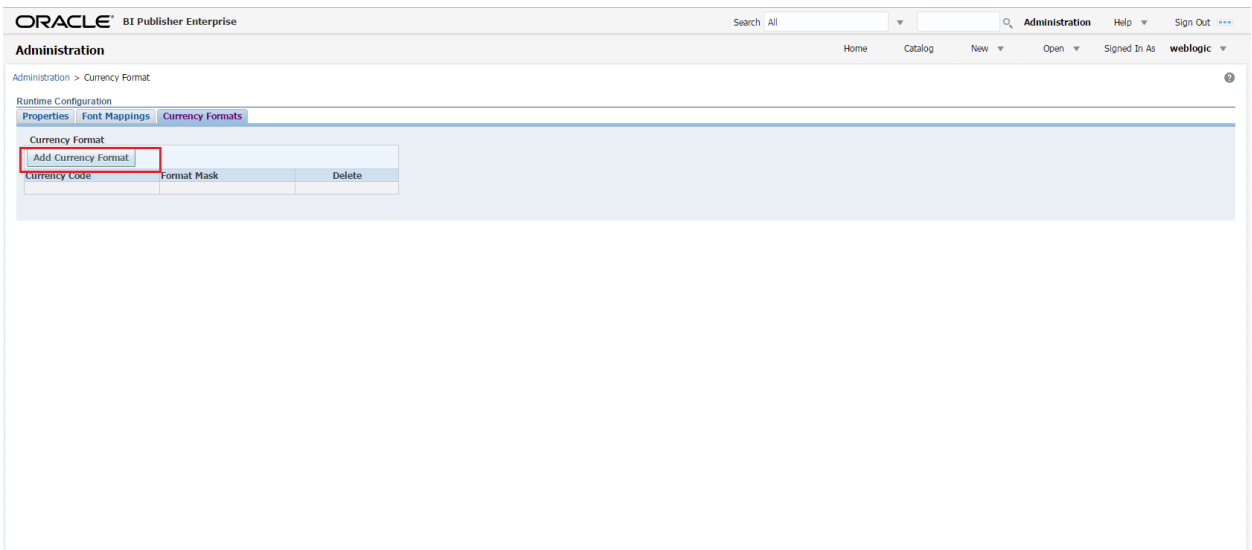 ORACLE® BI Publisher Enterprise Search All Administration Help Sign Out
Administration Home Catalog New Open Signed In As weblogic
Administration > Currency Format
Runtime Configuration
Properties Font Mappings Currency Formats
Currency Format
Add Currency Format
Currency Code Format Mask Delete